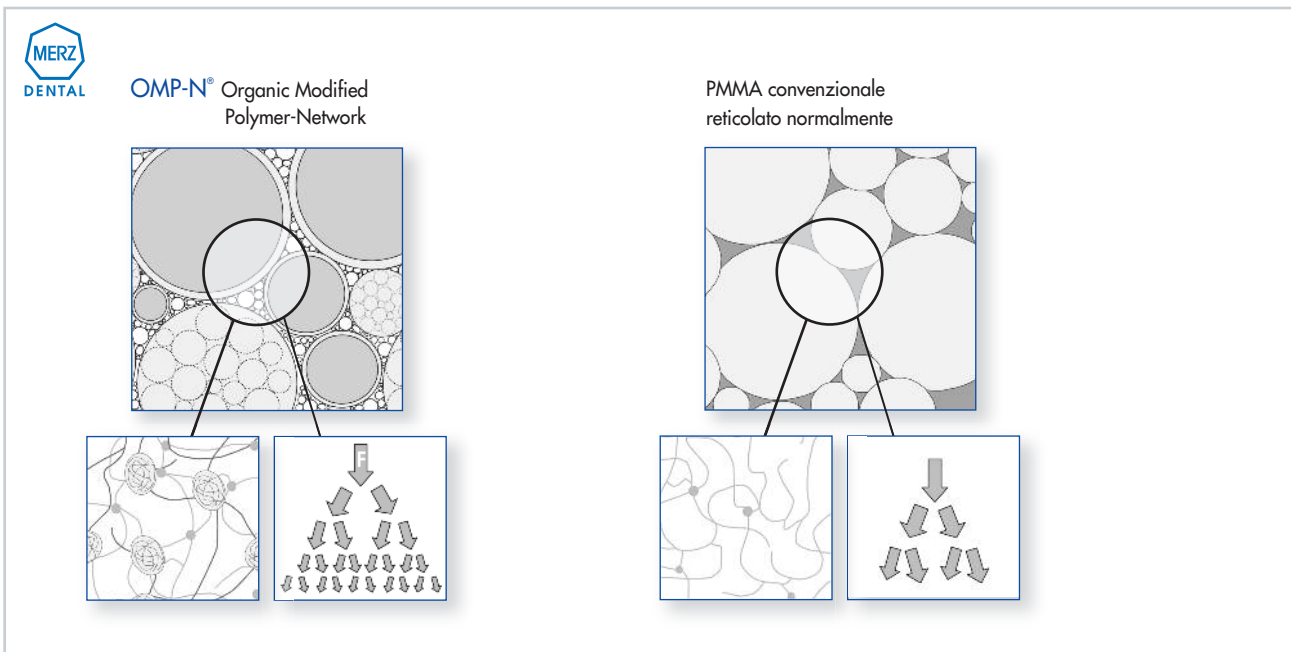 MERZ
DENTAL
OMP-N® Organic Modified
Polymer-Network
PMMA convenzionale
reticolato normalmente
F